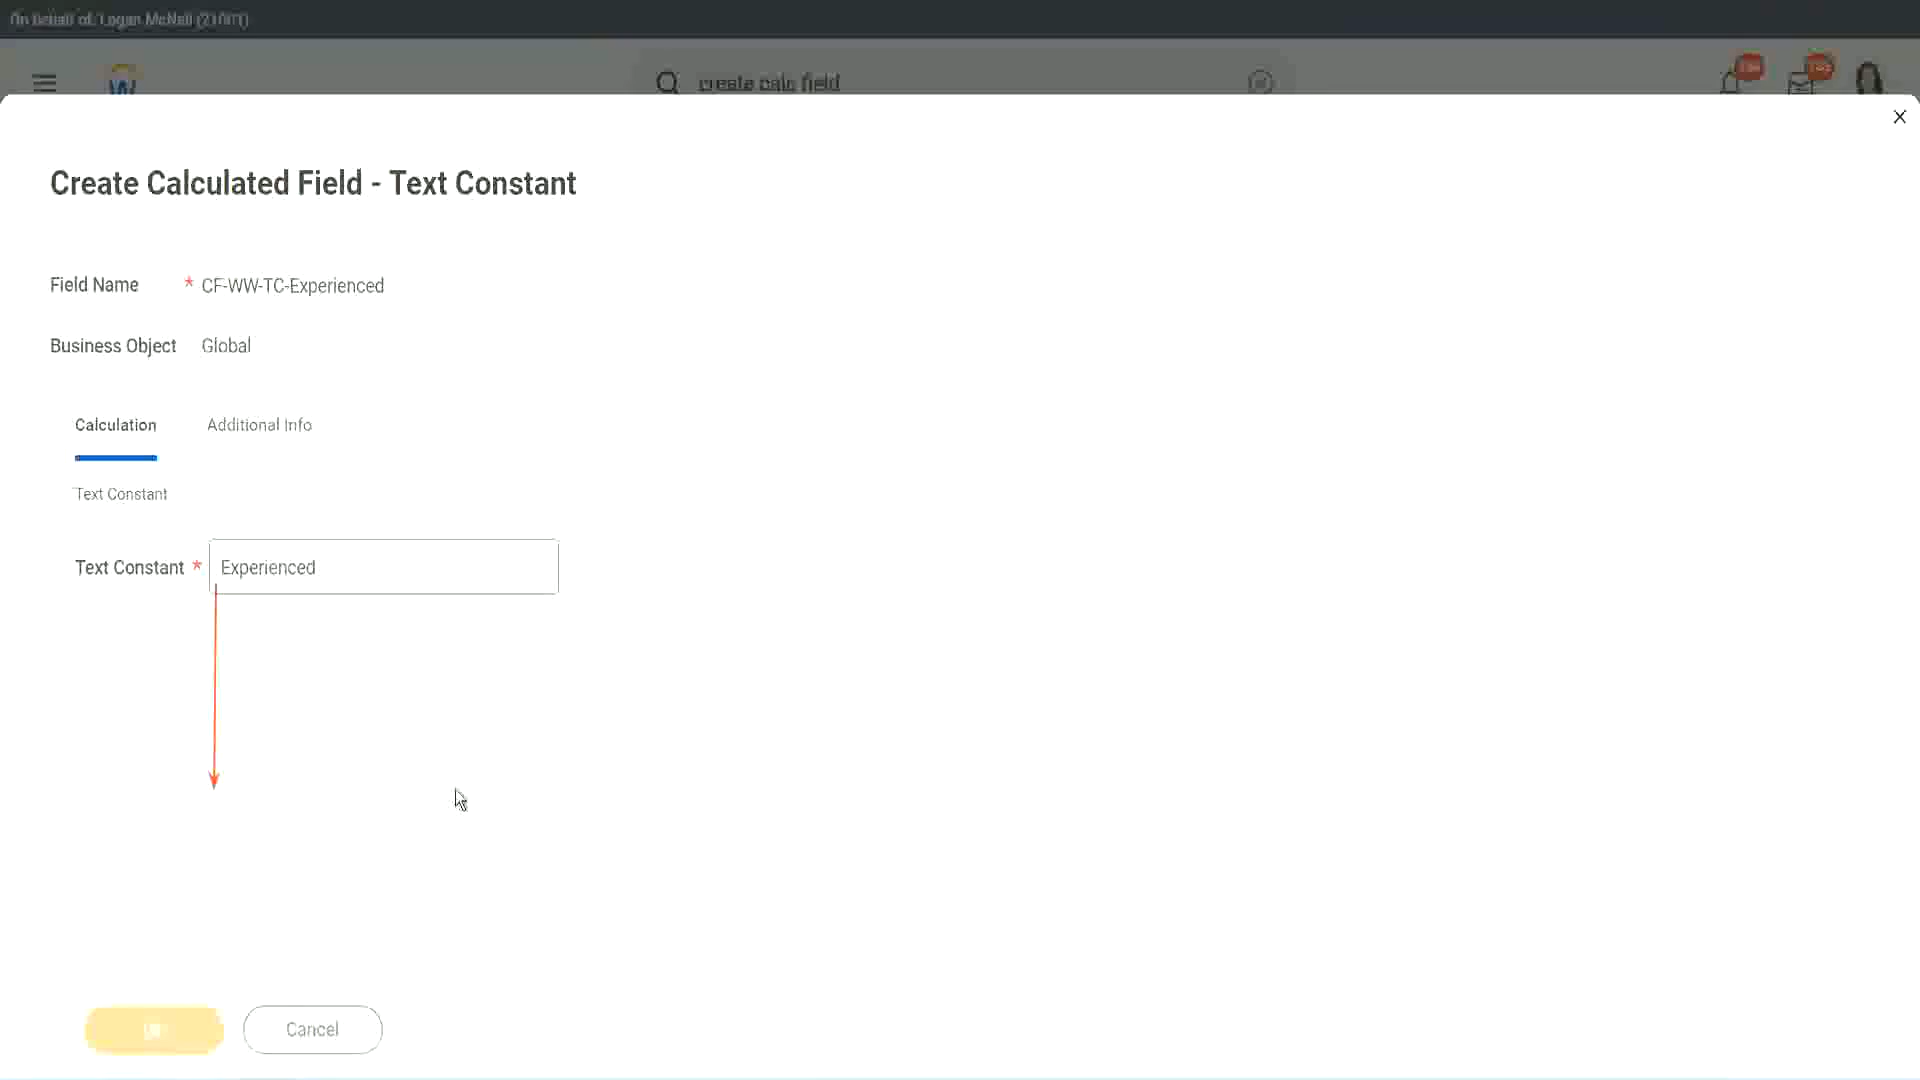 On behalf of: Logan McNeil (21001)
create calc field
Create Calculated Field - Text Constant
Field Name * CF-WW-TC-Experienced
Business Object Global
Calculation Additional Info
Text Constant
Text Constant * Experienced
Cancel